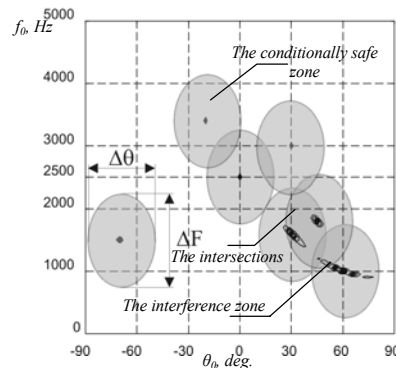 f₀, Hz
5000
The conditionally safe
zone
4000
3000
Δθ
2500
2000
ΔF
The intersections
1000
The interference zone
0
-90 -60 -30 0 30 60 90
θ₀, deg.